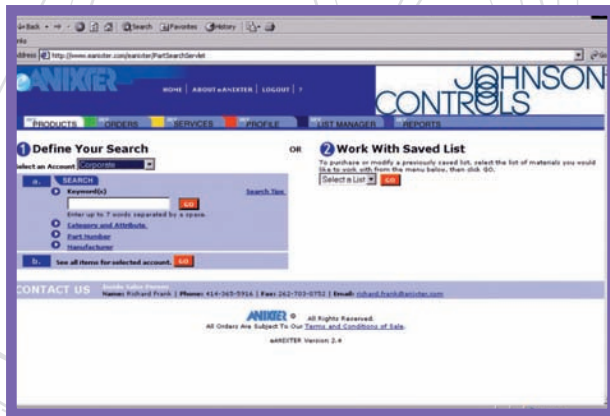 Back Search Favorites History
Address http://www.eanixter.com/eanixter/PartSearchServlet
eANIXTER
HOME | ABOUT eANIXTER | LOGOUT | ?
JOHNSON
CONTROLS
PRODUCTS ORDERS SERVICES PROFILE LIST MANAGER REPORTS
1 Define Your Search OR 2 Work With Saved List
Select an Account Corporate
To purchase or modify a previously saved list, select the list of materials you would
like to work with from the menu below, then click GO.
Select a List GO
a. SEARCH
Keyword(s) Search Tips
GO
Enter up to 7 words separated by a space.
Category and Attribute
Part Number
Manufacturer
b. See all items for selected account. GO
CONTACT US Inside Sales Person
Name: Richard Frank | Phone: 414-365-5916 | Fax: 262-703-0752 | Email: richard.frank@anixter.com
ANIXTER © All Rights Reserved.
All Orders Are Subject To Our Terms and Conditions of Sale.
eANIXTER Version 2.4